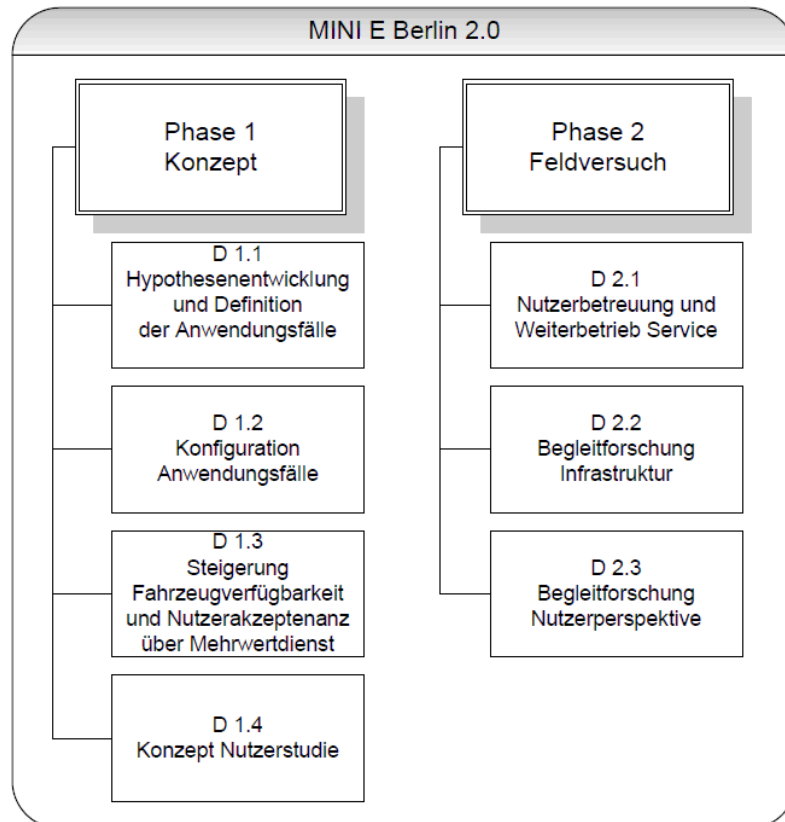 MINI E Berlin 2.0
Phase 1
Konzept
D 1.1
Hypothesenentwicklung
und Definition
der Anwendungsfälle
D 1.2
Konfiguration
Anwendungsfälle
D 1.3
Steigerung
Fahrzeugverfügbarkeit
und Nutzerakzeptenanz
über Mehrwertdienst
D 1.4
Konzept Nutzerstudie
Phase 2
Feldversuch
D 2.1
Nutzerbetreuung und
Weiterbetrieb Service
D 2.2
Begleitforschung
Infrastruktur
D 2.3
Begleitforschung
Nutzerperspektive